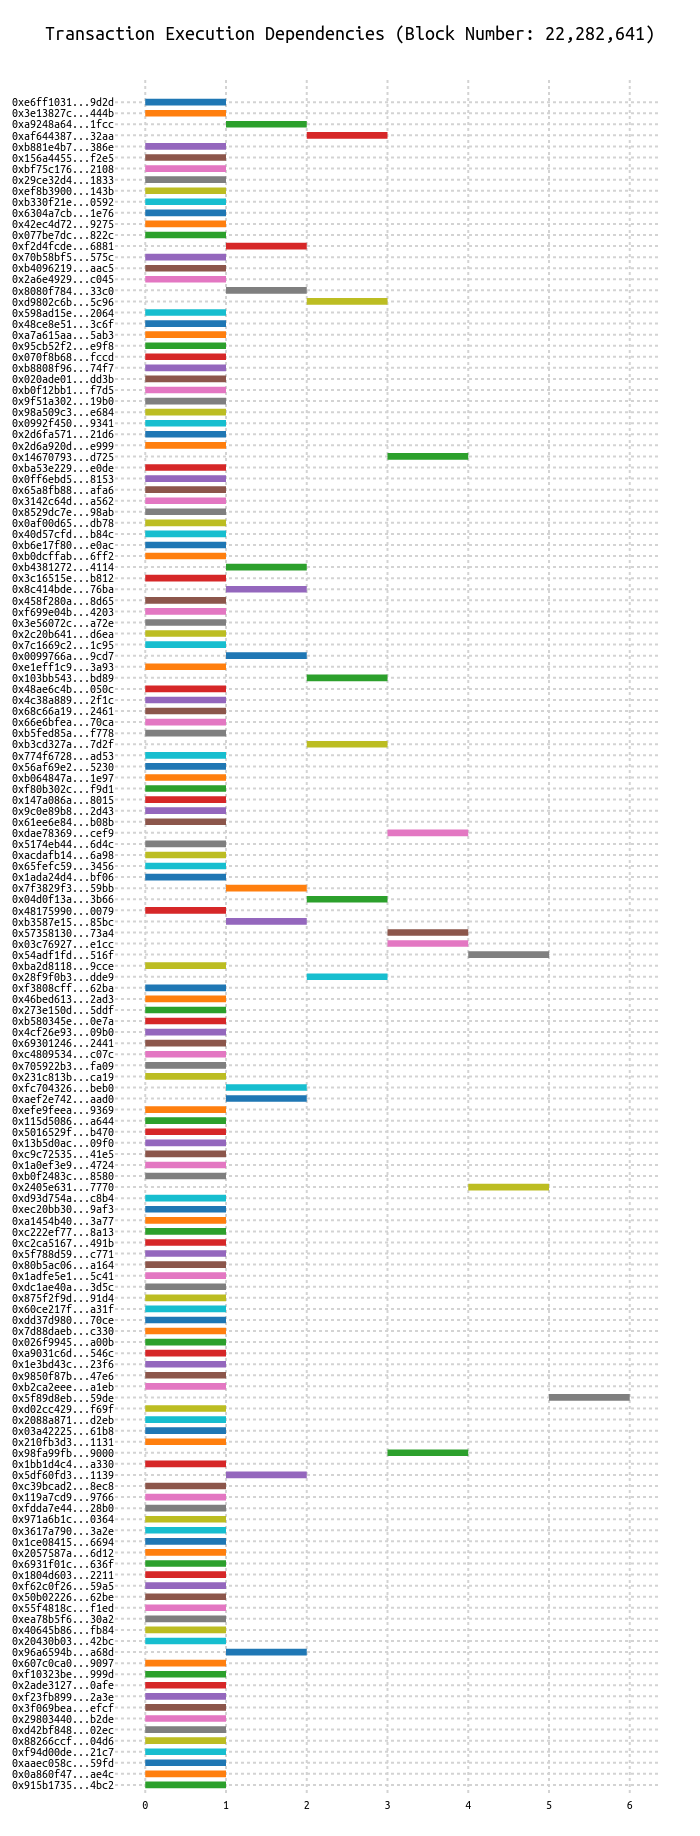 Transaction Execution Dependencies (Block Number: 22,282,641)
0xe6ff1031...9d2d
0x3e13827c...444b
0xa9248a64...1fcc
0xaf644387...32aa
0xb881e4b7...386e
0x156a4455...f2e5
0xbf75c176...2108
0x29ce32d4...1833
0xef8b3900...143b
0xb330f21e...0592
0x6304a7cb...1e76
0x42ec4d72...9275
0x077be7dc...822c
0xf2d4fcde...6881
0x70b58bf5...575c
0xb4096219...aac5
0x2a6e4929...c045
0x8080f784...33c0
0xd9802c6b...5c96
0x598ad15e...2064
0x48ce8e51...3c6f
0xa7a615aa...5ab3
0x95cb52f2...e9f8
0x070f8b68...fccd
0xb8808f96...74f7
0x020ade01...dd3b
0xb0f12bb1...f7d5
0x9f51a302...19b0
0x98a509c3...e684
0x0992f450...9341
0x2d6fa571...21d6
0x2d6a920d...e999
0x14670793...d725
0xba53e229...e0de
0x0ff6ebd5...8153
0x65a8fb88...afa6
0x3142c64d...a562
0x8529dc7e...98ab
0x0af00d65...db78
0x40d57cfd...b84c
0xb6e17f80...e0ac
0xb0dcffab...6ff2
0xb4381272...4114
0x3c16515e...b812
0x8c414bde...76ba
0x458f280a...8d65
0xf699e04b...4203
0x3e56072c...a72e
0x2c20b641...d6ea
0x7c1669c2...1c95
0x0099766a...9cd7
0xe1eff1c9...3a93
0x103bb543...bd89
0x48ae6c4b...050c
0x4c38a889...2f1c
0x68c66a19...2461
0x66e6bfea...70ca
0xb5fed85a...f778
0xb3cd327a...7d2f
0x774f6728...ad53
0x56af69e2...5230
0xb064847a...1e97
0xf80b302c...f9d1
0x147a086a...8015
0x9c0e89b8...2d43
0x61ee6e84...b08b
0xdae78369...cef9
0x5174eb44...6d4c
0xacdafb14...6a98
0x65fefc59...3456
0x1ada24d4...bf06
0x7f3829f3...59bb
0x04d0f13a...3b66
0x48175990...0079
0xb3587e15...85bc
0x57358130...73a4
0x03c76927...e1cc
0x54adf1fd...516f
0xba2d8118...9cce
0x28f9f0b3...dde9
0xf3808cff...62ba
0x46bed613...2ad3
0x273e150d...5ddf
0xb580345e...0e7a
0x4cf26e93...09b0
0x69301246...2441
0xc4809534...c07c
0x705922b3...fa09
0x231c813b...ca19
0xfc704326...beb0
0xaef2e742...aad0
0xefe9feea...9369
0x115d5086...a644
0x5016529f...b470
0x13b5d0ac...09f0
0xc9c72535...41e5
0x1a0ef3e9...4724
0xb0f2483c...8580
0x2405e631...7770
0xd93d754a...c8b4
0xec20bb30...9af3
0xa1454b40...3a77
0xc222ef77...8a13
0xc2ca5167...491b
0x5f788d59...c771
0x80b5ac06...a164
0x1adfe5e1...5c41
0xdc1ae40a...3d5c
0x875f2f9d...91d4
0x60ce217f...a31f
0xdd37d980...70ce
0x7d88daeb...c330
0x026f9945...a00b
0xa9031c6d...546c
0x1e3bd43c...23f6
0x9850f87b...47e6
0xb2ca2eee...a1eb
0x5f89d8eb...59de
0xd02cc429...f69f
0x2088a871...d2eb
0x03a42225...61b8
0x210fb3d3...1131
0x98fa99fb...9000
0x1bb1d4c4...a330
0x5df60fd3...1139
0xc39bcad2...8ec8
0x119a7cd9...9766
0xfdda7e44...28b0
0x971a6b1c...0364
0x3617a790...3a2e
0x1ce08415...6694
0x2057587a...6d12
0x6931f01c...636f
0x1804d603...2211
0xf62c0f26...59a5
0x50b02226...62be
0x55f4818c...f1ed
0xea78b5f6...30a2
0x40645b86...fb84
0x20430b03...42bc
0x96a6594b...a68d
0x607c0ca0...9097
0xf10323be...999d
0x2ade3127...0afe
0xf23fb899...2a3e
0x3f069bea...efcf
0x29803440...b2de
0xd42bf848...02ec
0x88266ccf...04d6
0xf94d00de...21c7
0xaaec058c...59fd
0x0a860f47...ae4c
0x915b1735...4bc2
0 1 2 3 4 5 6